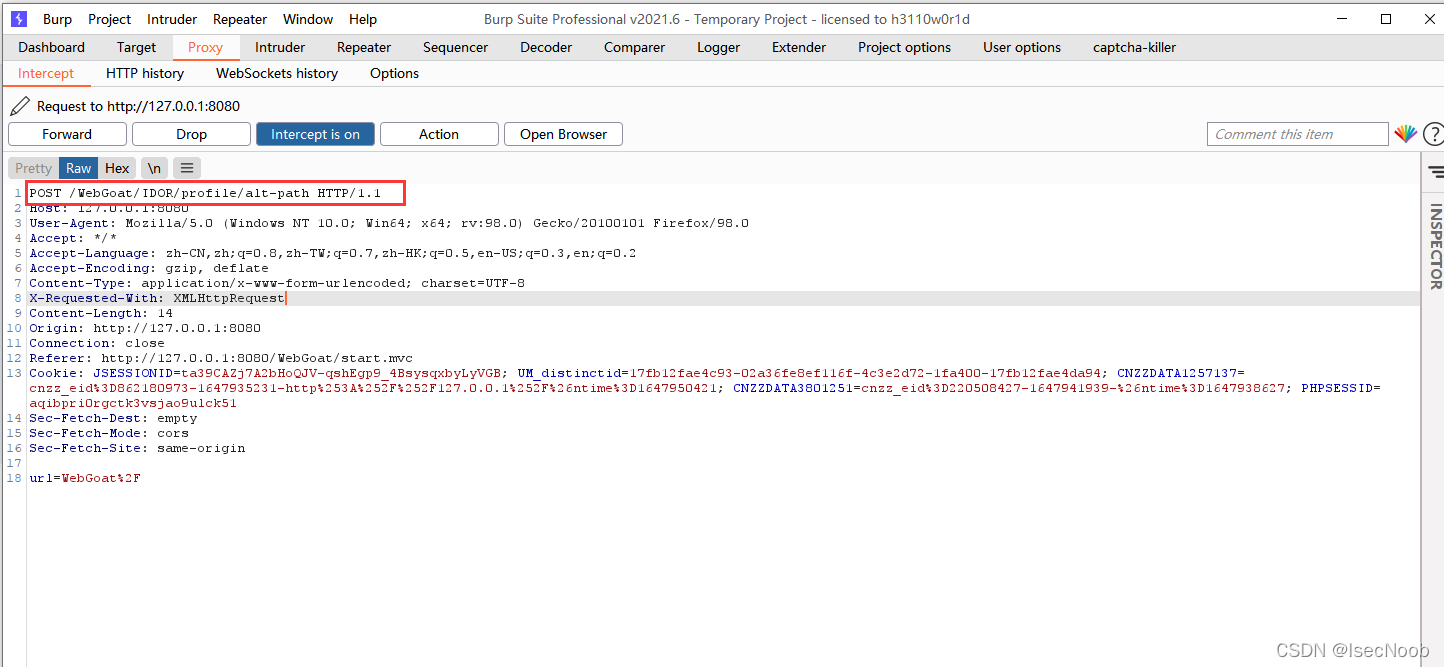 Burp Project Intruder Repeater Window Help Burp Suite Professional v2021.6 - Temporary Project - licensed to h3110w0r1d
Dashboard Target Proxy Intruder Repeater Sequencer Decoder Comparer Logger Extender Project options User options captcha-killer
Intercept HTTP history WebSockets history Options
Request to http://127.0.0.1:8080
Forward Drop Intercept is on Action Open Browser Comment this item ?
Pretty Raw Hex \n
1 POST /WebGoat/IDOR/profile/alt-path HTTP/1.1
2 Host: 127.0.0.1:8080
3 User-Agent: Mozilla/5.0 (Windows NT 10.0; Win64; x64; rv:98.0) Gecko/20100101 Firefox/98.0
4 Accept: */*
5 Accept-Language: zh-CN,zh;q=0.8,zh-TW;q=0.7,zh-HK;q=0.5,en-US;q=0.3,en;q=0.2
6 Accept-Encoding: gzip, deflate
7 Content-Type: application/x-www-form-urlencoded; charset=UTF-8
8 X-Requested-With: XMLHttpRequest
9 Content-Length: 14
10 Origin: http://127.0.0.1:8080
11 Connection: close
12 Referer: http://127.0.0.1:8080/WebGoat/start.mvc
13 Cookie: JSESSIONID=ta39CAZj7A2bHoQJV-qshEgp9_4BsysqxbyLyVGB; UM_distinctid=17fb12fae4c93-02a36fe8ef116f-4c3e2d72-1fa400-17fb12fae4da94; CNZZDATA1257137=
cnzz_eid%3D862180973-1647935231-http%253A%252F%252F127.0.0.1%252F%26ntime%3D1647950421; CNZZDATA3801251=cnzz_eid%3D220508427-1647941939-%26ntime%3D1647938627; PHPSESSID=
aqibpri0rgctk3vsjao9ulck51
14 Sec-Fetch-Dest: empty
15 Sec-Fetch-Mode: cors
16 Sec-Fetch-Site: same-origin
17
18 url=WebGoat%2F
INSPECTOR
CSDN @IsecNoob